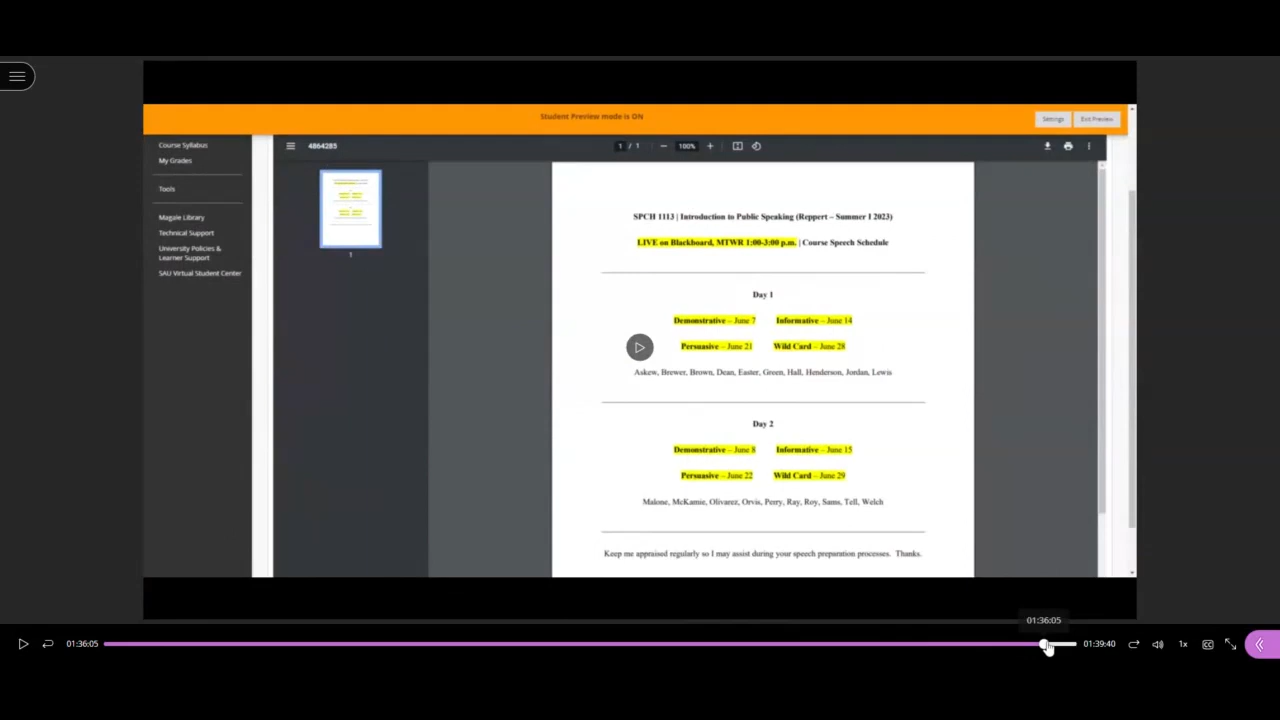 Student Preview mode is ON
Settings
Exit Preview
Course Syllabus
My Grades
Tools
Magale Library
Technical Support
University Policies &
Learner Support
SAU Virtual Student Center
4864285
1 / 1
100%
1
SPCH 1113 | Introduction to Public Speaking (Reppert – Summer I 2023)
LIVE on Blackboard, MTWR 1:00-3:00 p.m. | Course Speech Schedule
Day 1
Demonstrative – June 7 Informative – June 14
Persuasive – June 21 Wild Card – June 28
Askew, Brewer, Brown, Dean, Easter, Green, Hall, Henderson, Jordan, Lewis
Day 2
Demonstrative – June 8 Informative – June 15
Persuasive – June 22 Wild Card – June 29
Malone, McKamie, Olivarez, Orvis, Perry, Ray, Roy, Sams, Tell, Welch
Keep me appraised regularly so I may assist during your speech preparation processes. Thanks.
01:36:05
01:36:05
01:39:40
1x